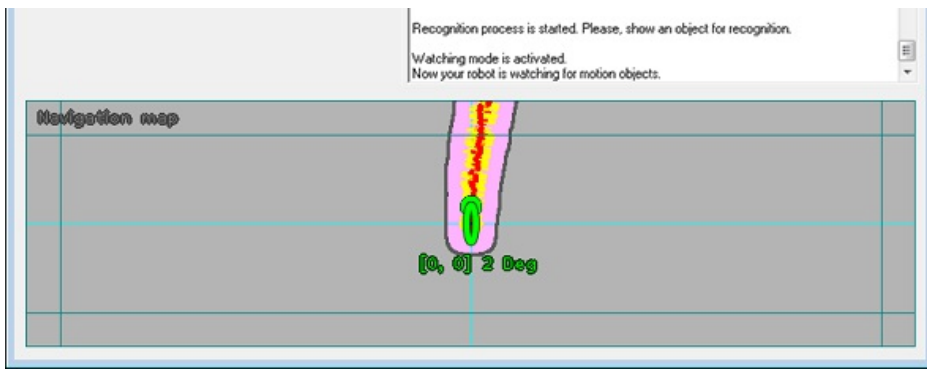 Recognition process is started. Please, show an object for recognition.
Watching mode is activated.
Now your robot is watching for motion objects.
Navigation map
[0, 0] 2 Deg